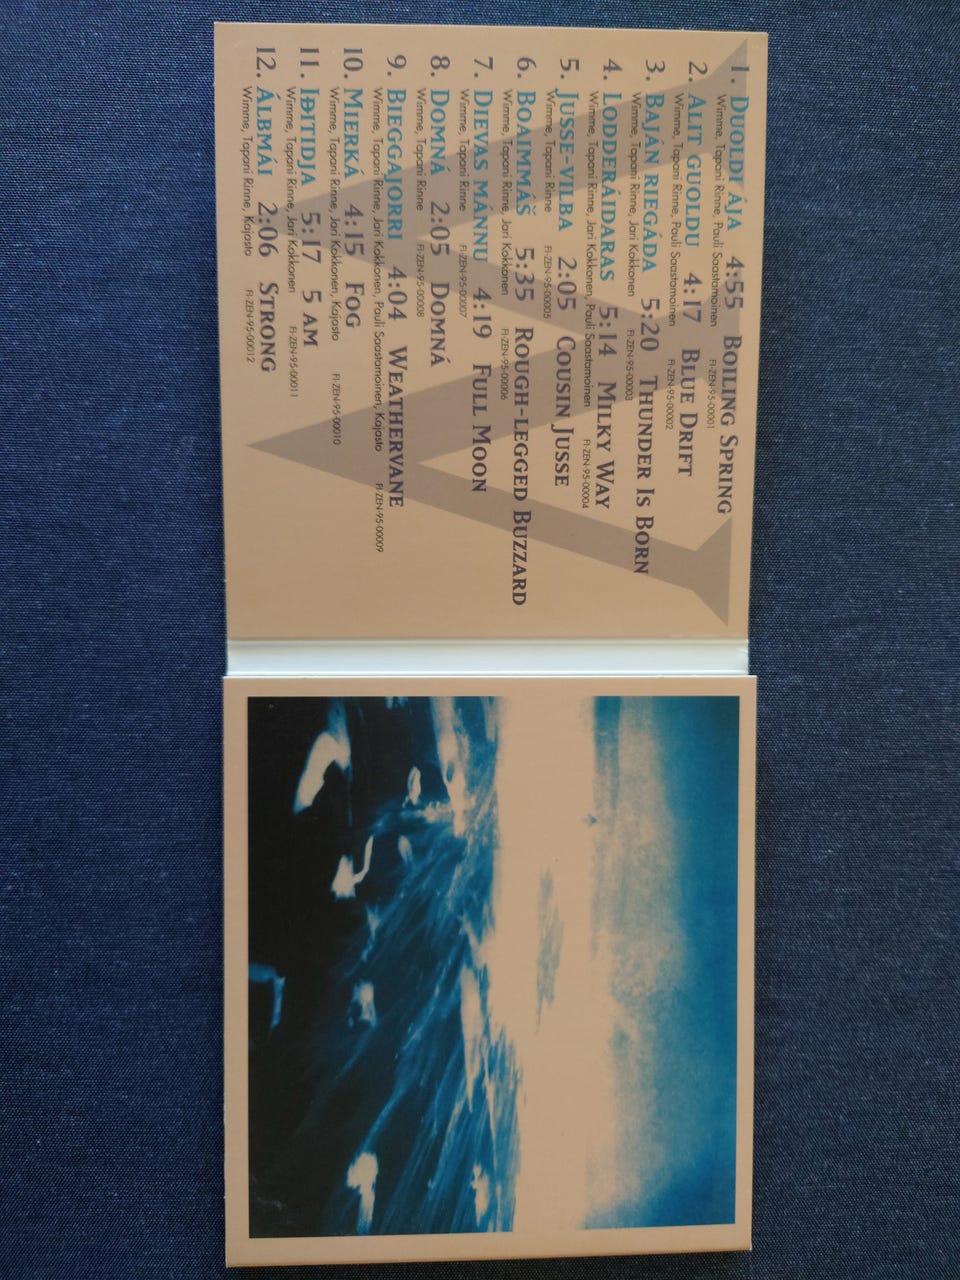 1. DUOLDI ÁJA 4:55 BOILING SPRING
Wimme, Tapani Rinne, Pauli Saastamoinen FI-ZEN-95-00001
2. ALIT GUOLDU 4:17 BLUE DRIFT
Wimme, Tapani Rinne, Pauli Saastamoinen FI-ZEN-95-00002
3. BAJÁN RIEGÁDA 5:20 THUNDER IS BORN
Wimme, Tapani Rinne, Jari Kokkonen FI-ZEN-95-00003
4. LODDERÁIDARAS 5:14 MILKY WAY
Wimme, Tapani Rinne, Jari Kokkonen, Pauli Saastamoinen FI-ZEN-95-00004
5. JUSSE-VILBA 2:05 COUSIN JUSSE
Wimme, Tapani Rinne FI-ZEN-95-00005
6. BOAIMMÁŠ 5:35 ROUGH-LEGGED BUZZARD
Wimme, Tapani Rinne, Jari Kokkonen FI-ZEN-95-00006
7. DIEVAS MÁNNU 4:19 FULL MOON
Wimme, Tapani Rinne FI-ZEN-95-00007
8. DOMNÁ 2:05 DOMNÁ
Wimme, Tapani Rinne FI-ZEN-95-00008
9. BIEGGAJORRI 4:04 WEATHERVANE
Wimme, Tapani Rinne, Jari Kokkonen, Pauli Saastamoinen, Kajasto FI-ZEN-95-00009
10. MIERKÁ 4:15 FOG
Wimme, Tapani Rinne, Jari Kokkonen, Kajasto FI-ZEN-95-00010
11. IĐITIDJA 5:17 5 AM
Wimme, Tapani Rinne, Jari Kokkonen FI-ZEN-95-00011
12. ÁLBMÁI 2:06 STRONG
Wimme, Tapani Rinne, Kajasto FI-ZEN-95-00012